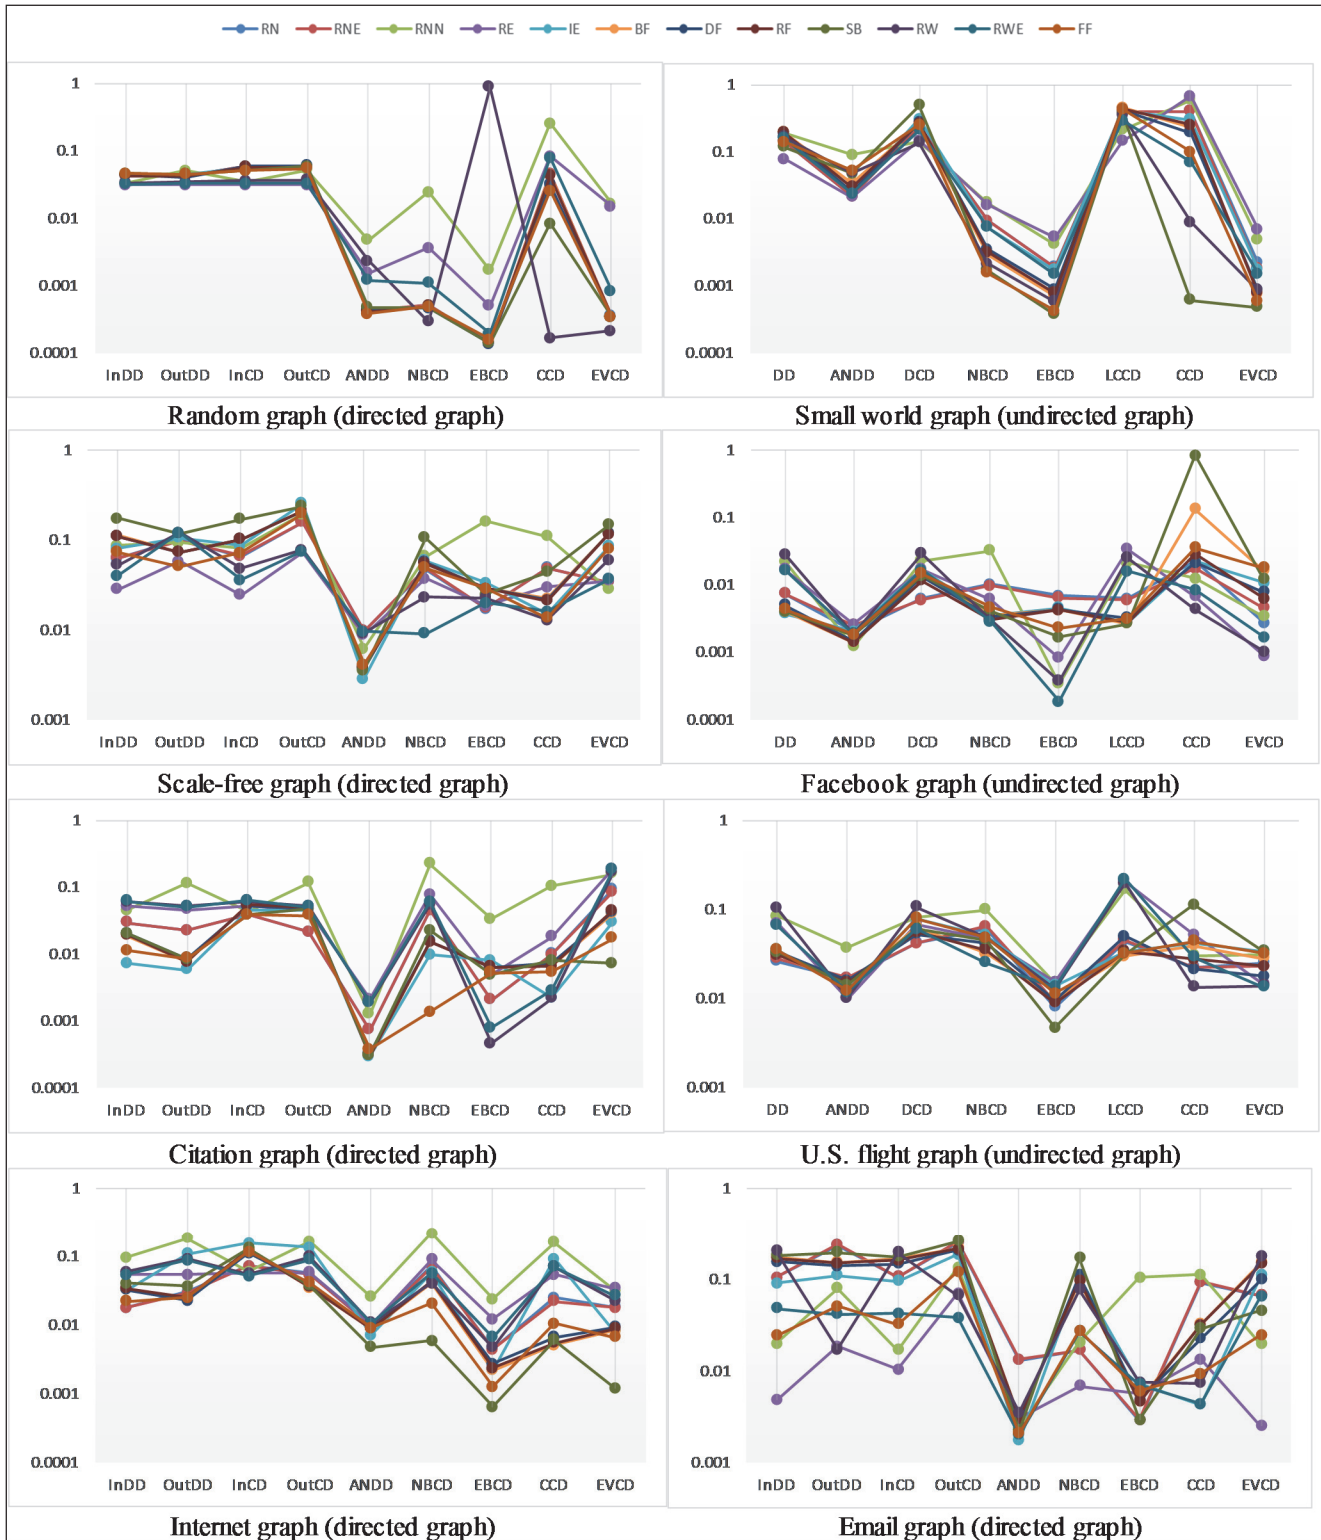 RN RNE RNN RE IE BF DF RF SB RW RWE FF
1
0.1
0.01
0.001
0.0001
InDD OutDD InCD OutCD ANDD NBCD EBCD CCD EVCD
Random graph (directed graph)
1
0.1
0.01
0.001
0.0001
DD ANDD DCD NBCD EBCD LCCD CCD EVCD
Small world graph (undirected graph)
1
0.1
0.01
0.001
InDD OutDD InCD OutCD ANDD NBCD EBCD CCD EVCD
Scale-free graph (directed graph)
1
0.1
0.01
0.001
0.0001
DD ANDD DCD NBCD EBCD LCCD CCD EVCD
Facebook graph (undirected graph)
1
0.1
0.01
0.001
0.0001
InDD OutDD InCD OutCD ANDD NBCD EBCD CCD EVCD
Citation graph (directed graph)
1
0.1
0.01
0.001
DD ANDD DCD NBCD EBCD LCCD CCD EVCD
U.S. flight graph (undirected graph)
1
0.1
0.01
0.001
0.0001
InDD OutDD InCD OutCD ANDD NBCD EBCD CCD EVCD
Internet graph (directed graph)
1
0.1
0.01
0.001
InDD OutDD InCD OutCD ANDD NBCD EBCD CCD EVCD
Email graph (directed graph)